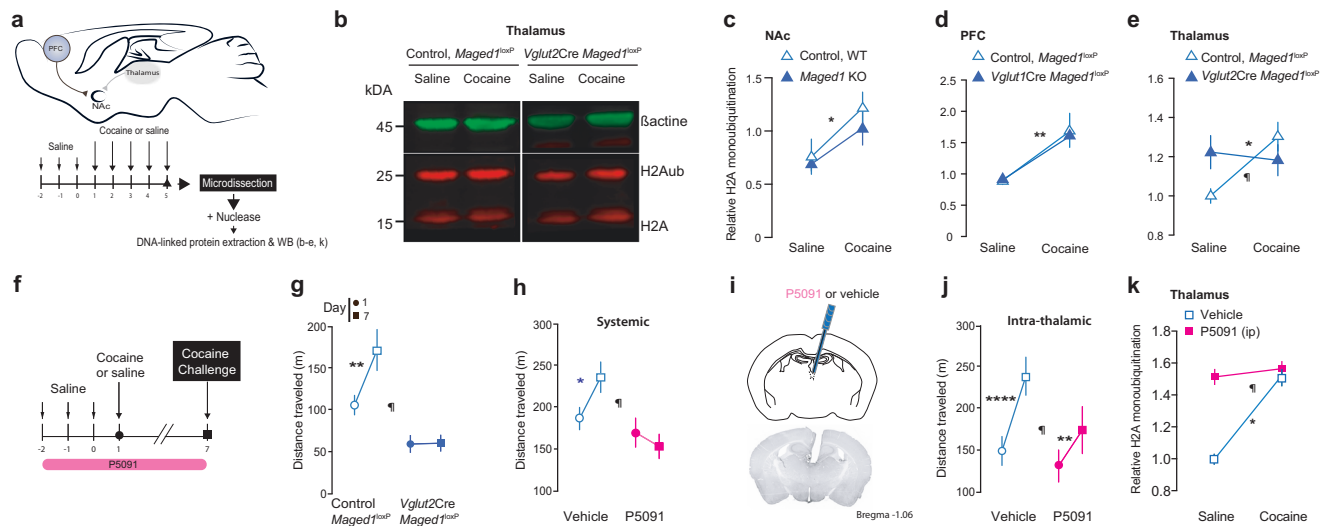 a
PFC
Thalamus
NAc
Cocaine or saline
Saline
-2 -1 0 1 2 3 4 5
Microdissection
+ Nuclease
DNA-linked protein extraction & WB (b-e, k)
b
Thalamus
Control, Maged1loxP Vglut2Cre Maged1loxP
Saline Cocaine Saline Cocaine
kDA
45
25
15
ßactine
H2Aub
H2A
c
NAc
Control, WT
Maged1 KO
Relative H2A monoubiquitination
1.5
1.0
0.5
0
*
Saline Cocaine
d
PFC
Control, Maged1loxP
Vglut1Cre Maged1loxP
2.0
1.5
1.0
0.5
0
**
Saline Cocaine
e
Thalamus
Control, Maged1loxP
Vglut2Cre Maged1loxP
1.6
1.4
1.2
1.0
0.8
*
¶
Saline Cocaine
f
Cocaine
or saline
Cocaine
Challenge
Saline
-2 -1 0 1 7
P5091
g
Day
1
7
Distance traveled (m)
200
150
100
50
0
**
¶
Control
Maged1loxP
Vglut2Cre
Maged1loxP
h
Systemic
Distance traveled (m)
300
250
200
150
100
*
¶
Vehicle P5091
i
P5091 or vehicle
Bregma -1.06
j
Intra-thalamic
Distance traveled (m)
300
250
200
150
100
****
¶
**
Vehicle P5091
k
Thalamus
Vehicle
P5091 (ip)
Relative H2A monoubiquitination
1.8
1.6
1.4
1.2
1.0
0.8
¶
*
Saline Cocaine